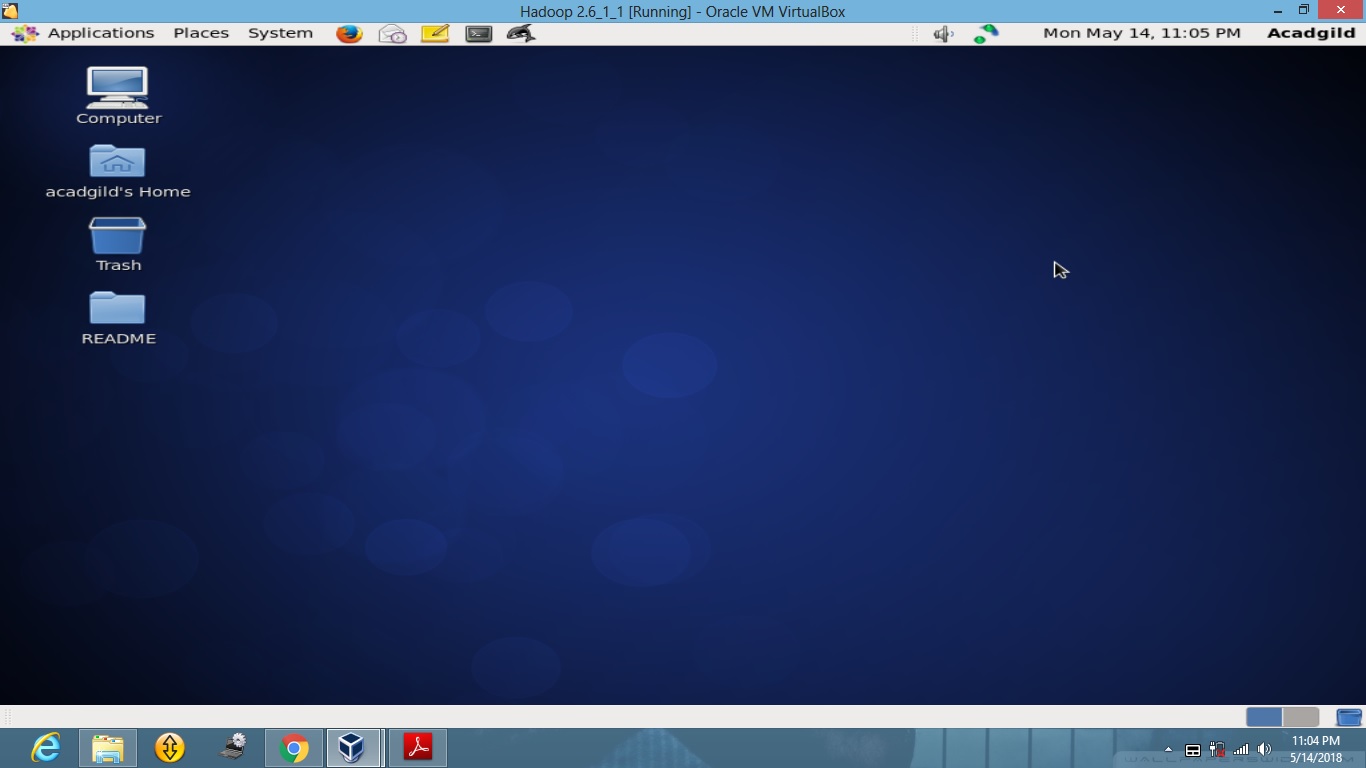 Hadoop 2.6_1_1 [Running] - Oracle VM VirtualBox
Applications Places System Mon May 14, 11:05 PM Acadgild
Computer
acadgild's Home
Trash
README
11:04 PM
5/14/2018